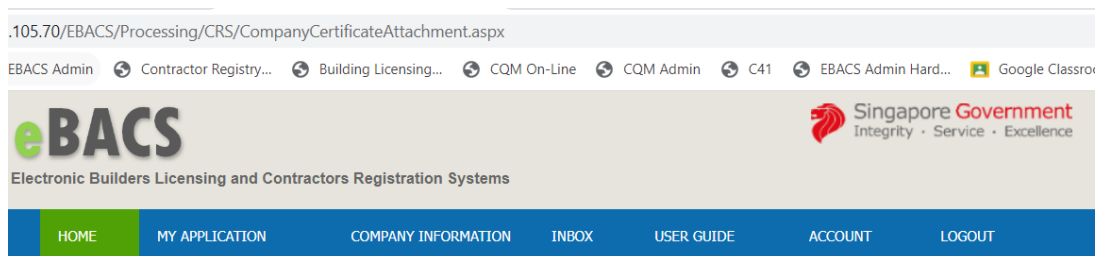 .105.70/EBACS/Processing/CRS/CompanyCertificateAttachment.aspx
EBACS Admin Contractor Registry... Building Licensing... CQM On-Line CQM Admin C41 EBACS Admin Hard... Google Classro
eBACS
Singapore Government
Integrity · Service · Excellence
Electronic Builders Licensing and Contractors Registration Systems
HOME MY APPLICATION COMPANY INFORMATION INBOX USER GUIDE ACCOUNT LOGOUT